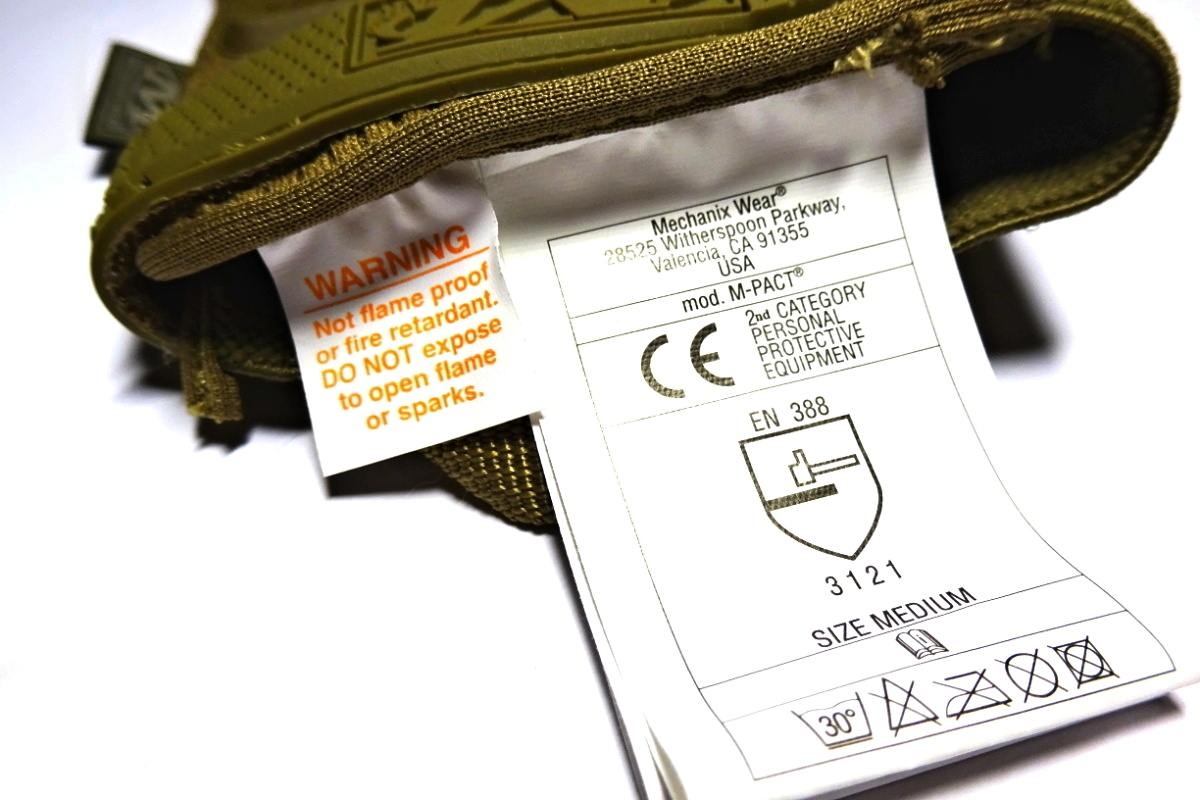 WARNING
Not flame proof
or fire retardant.
DO NOT expose
to open flame
or sparks.
Mechanix Wear®
28525 Witherspoon Parkway,
Valencia, CA 91355
USA
mod. M-PACT®
CE
2nd CATEGORY
PERSONAL
PROTECTIVE
EQUIPMENT
EN 388
3121
SIZE MEDIUM
30°